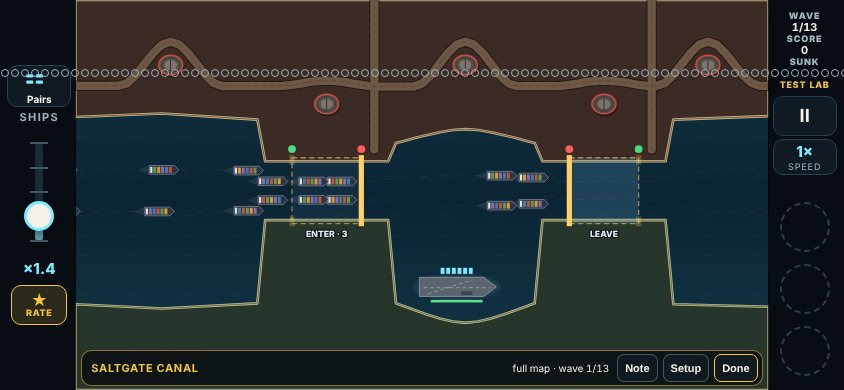 Pairs
SHIPS
×1.4
★
RATE
ENTER · 3
LEAVE
SALTGATE CANAL
full map · wave 1/13
Note
Setup
Done
WAVE
1/13
SCORE
0
SUNK
TEST LAB
1×
SPEED